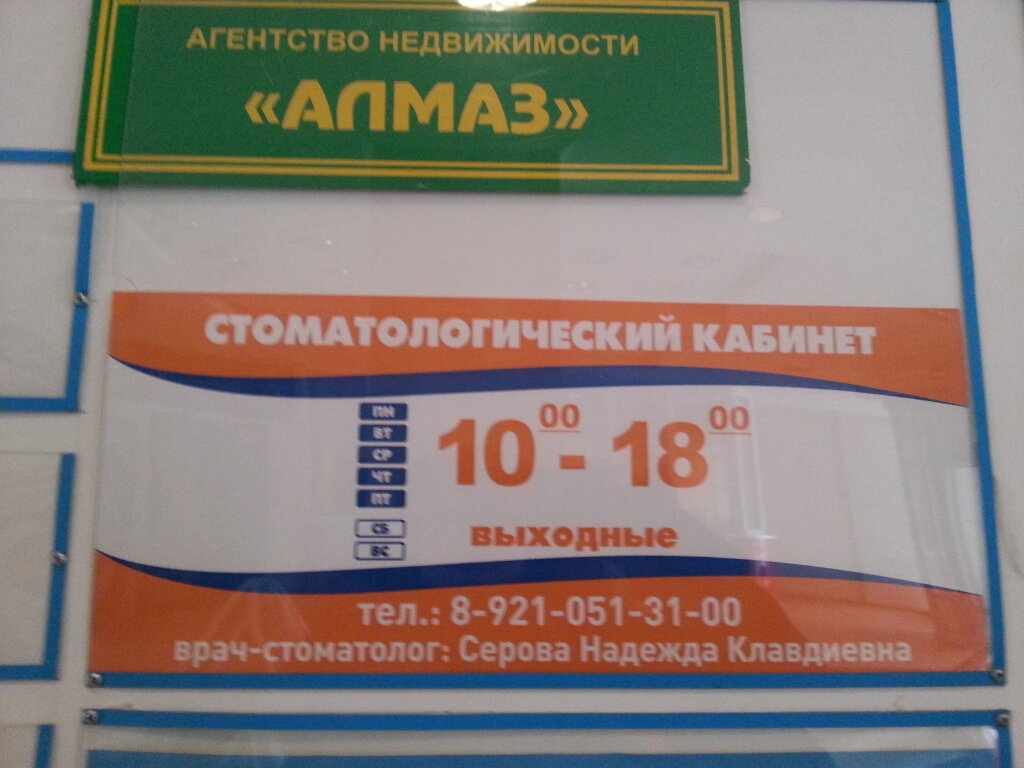 АГЕНТСТВО НЕДВИЖИМОСТИ
«АЛМАЗ»
СТОМАТОЛОГИЧЕСКИЙ КАБИНЕТ
ПН
ВТ
СР
ЧТ
ПТ
10 00 - 18 00
СБ
ВС
выходные
тел.: 8-921-051-31-00
врач-стоматолог: Серова Надежда Клавдиевна